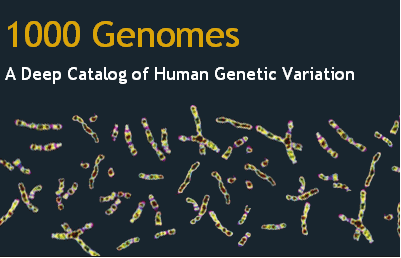 1000 Genomes
A Deep Catalog of Human Genetic Variation